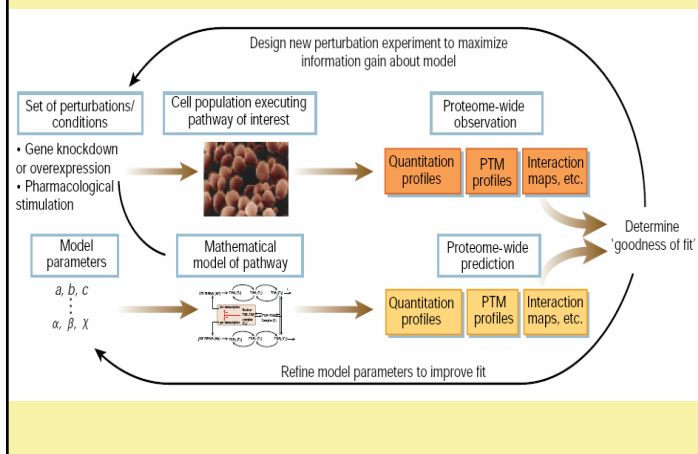 Design new perturbation experiment to maximize
information gain about model
Set of perturbations/
conditions
Cell population executing
pathway of interest
Proteome-wide
observation
• Gene knockdown
or overexpression
• Pharmacological
stimulation
Quantitation
profiles
PTM
profiles
Interaction
maps, etc.
Determine
'goodness of fit'
Model
parameters
Mathematical
model of pathway
Proteome-wide
prediction
a, b, c
⋮
α, β, χ
Quantitation
profiles
PTM
profiles
Interaction
maps, etc.
Refine model parameters to improve fit